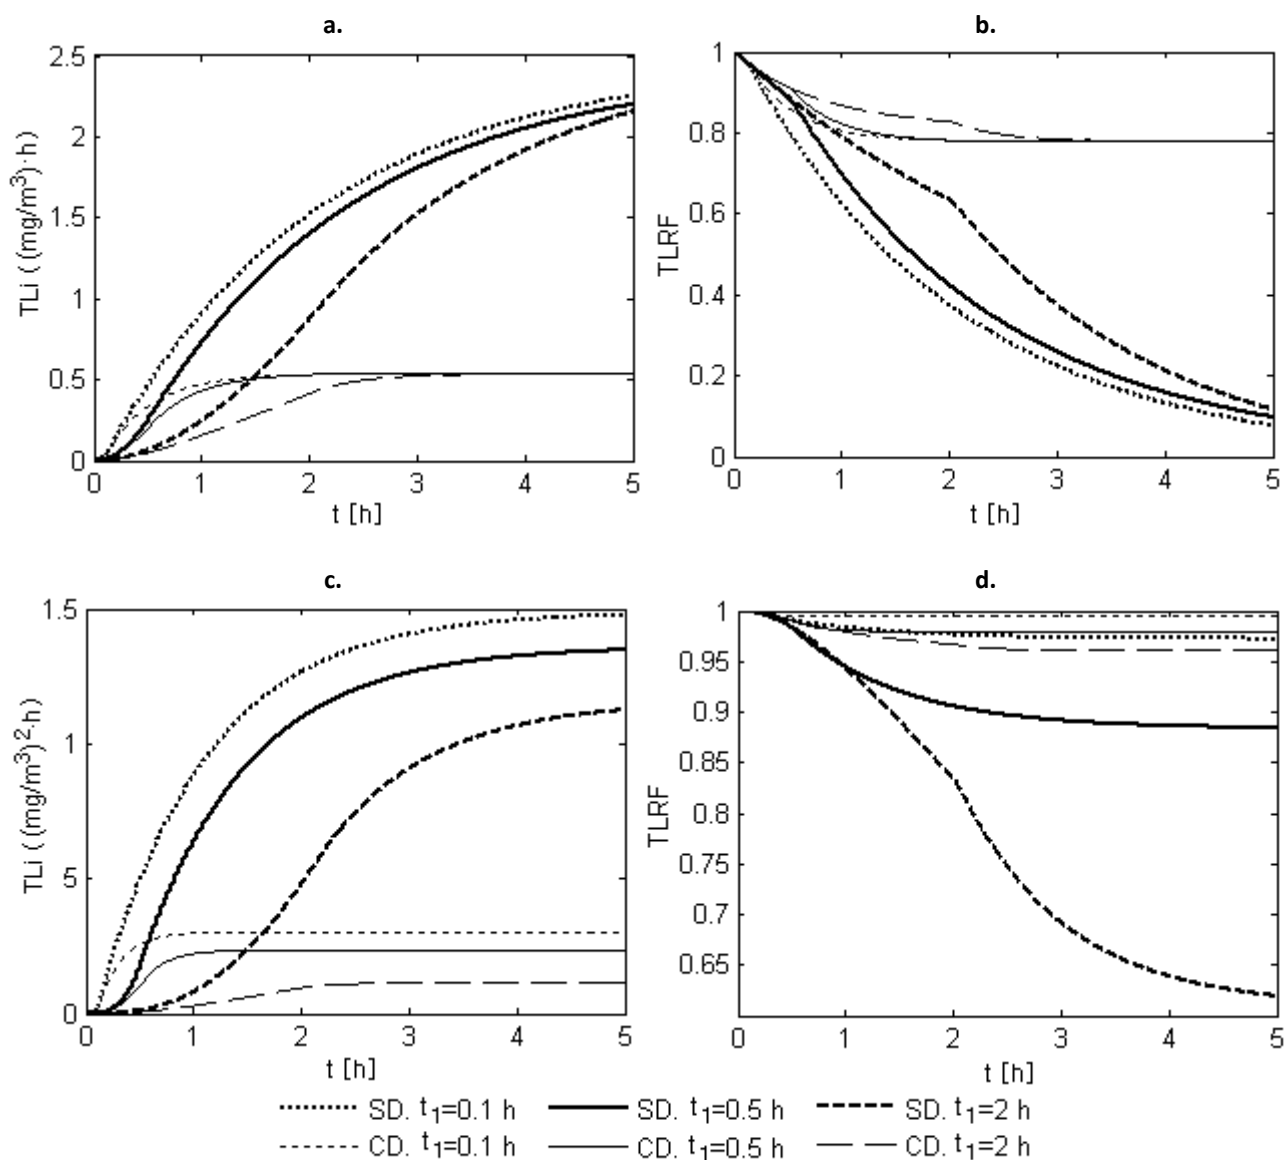 a.
b.
2.5
2
1.5
1
0.5
0
TLi ( (mg/m³)·h)
0 1 2 3 4 5
t [h]
1
0.8
0.6
0.4
0.2
0
TLRF
0 1 2 3 4 5
t [h]
c.
d.
1.5
1
5
0
TLi ( (mg/m³)²·h)
0 1 2 3 4 5
t [h]
1
0.95
0.9
0.85
0.8
0.75
0.7
0.65
TLRF
0 1 2 3 4 5
t [h]
SD. t₁=0.1 h SD. t₁=0.5 h SD. t₁=2 h
CD. t₁=0.1 h CD. t₁=0.5 h CD. t₁=2 h